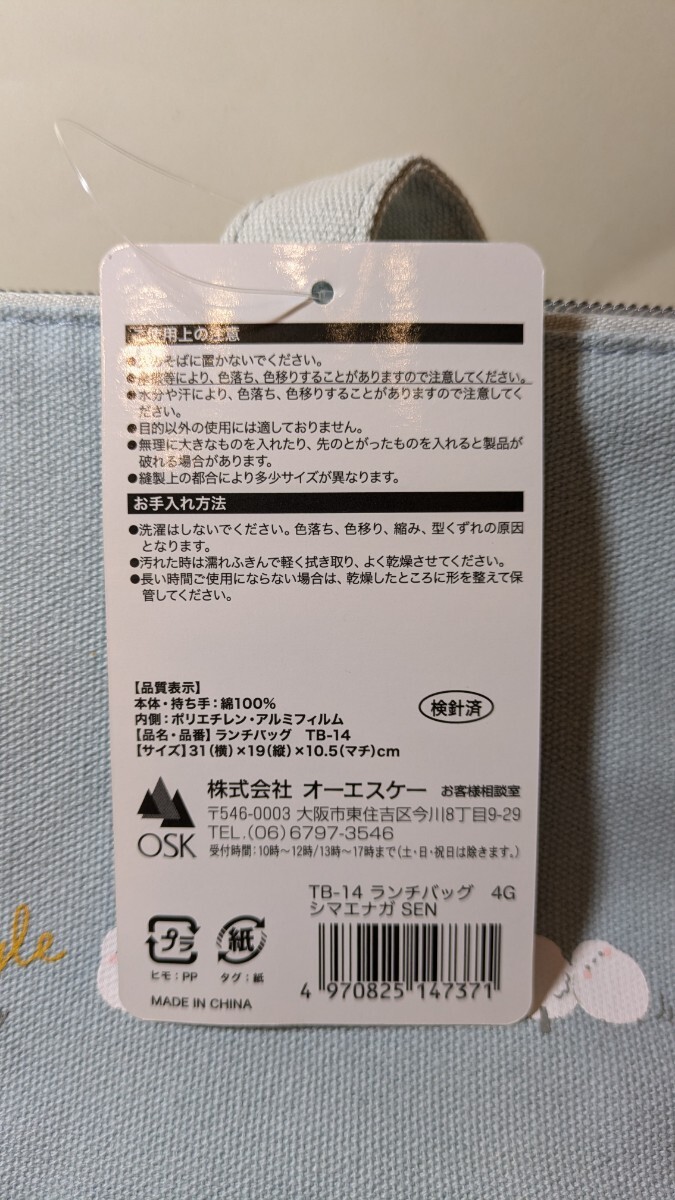 使用上の注意
そばに置かないでください。
等により、色落ち、色移りすることがありますので注意してください。
●水分や汗により、色落ち、色移りすることがありますので注意してく
ださい。
●目的以外の使用には適しておりません。
●無理に大きなものを入れたり、先のとがったものを入れると製品が
破れる場合があります。
●縫製上の都合により多少サイズが異なります。
お手入れ方法
●洗濯はしないでください。色落ち、色移り、縮み、型くずれの原因
となります。
●汚れた時は濡れふきんで軽く拭き取り、よく乾燥させてください。
●長い時間ご使用にならない場合は、乾燥したところに形を整えて保
管してください。
【品質表示】
本体・持ち手：綿100%
内側：ポリエチレン・アルミフィルム
【品名・品番】ランチバッグ TB-14
【サイズ】31(横)×19(縦)×10.5(マチ)cm
検針済
株式会社 オーエスケー お客様相談室
〒546-0003 大阪市東住吉区今川8丁目9-29
TEL.(06)6797-3546
OSK
受付時間：10時～12時/13時～17時まで(土・日・祝日は除きます。)
TB-14 ランチバッグ 4G
シマエナガ SEN
プラ
紙
ヒモ：PP
タグ：紙
4 970825 147371
MADE IN CHINA